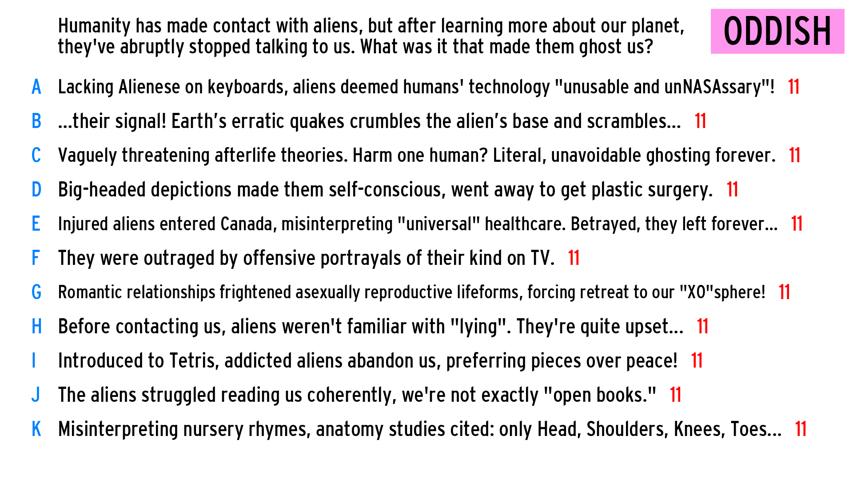 Humanity has made contact with aliens, but after learning more about our planet,
they've abruptly stopped talking to us. What was it that made them ghost us?
ODDISH
A Lacking Alienese on keyboards, aliens deemed humans' technology "unusable and unNASAssary"! 11
B ...their signal! Earth’s erratic quakes crumbles the alien’s base and scrambles... 11
C Vaguely threatening afterlife theories. Harm one human? Literal, unavoidable ghosting forever. 11
D Big-headed depictions made them self-conscious, went away to get plastic surgery. 11
E Injured aliens entered Canada, misinterpreting "universal" healthcare. Betrayed, they left forever... 11
F They were outraged by offensive portrayals of their kind on TV. 11
G Romantic relationships frightened asexually reproductive lifeforms, forcing retreat to our "XO"sphere! 11
H Before contacting us, aliens weren't familiar with "lying". They're quite upset... 11
I Introduced to Tetris, addicted aliens abandon us, preferring pieces over peace! 11
J The aliens struggled reading us coherently, we're not exactly "open books." 11
K Misinterpreting nursery rhymes, anatomy studies cited: only Head, Shoulders, Knees, Toes... 11